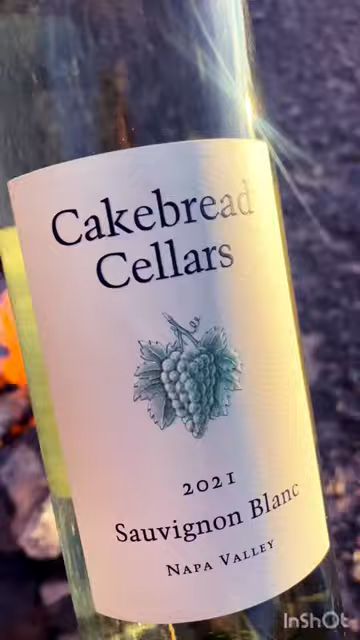 Cakebread
Cellars
2021
Sauvignon Blanc
NAPA VALLEY
InShOt